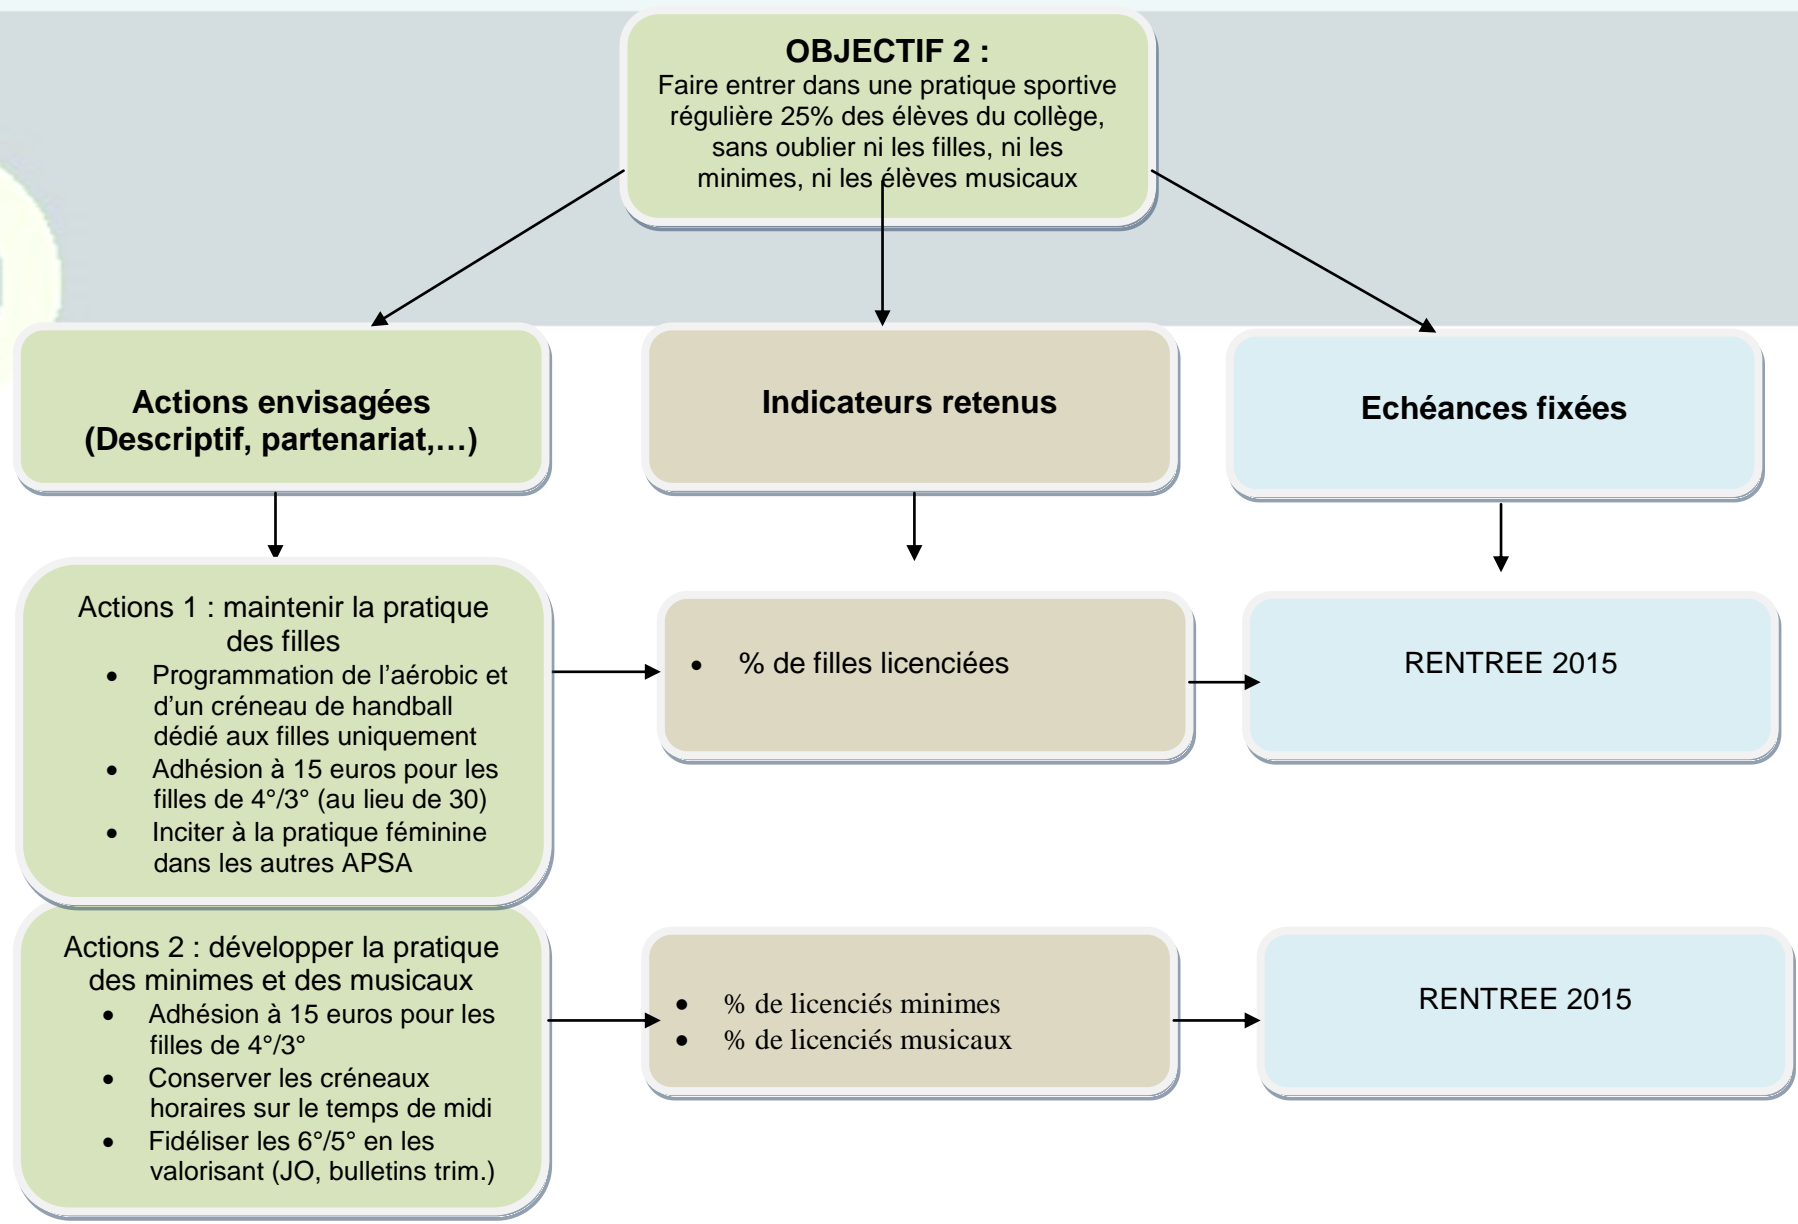 OBJECTIF 2 :
Faire entrer dans une pratique sportive
régulière 25% des élèves du collège,
sans oublier ni les filles, ni les
minimes, ni les élèves musicaux
Actions envisagées
(Descriptif, partenariat,…)
Indicateurs retenus
Echéances fixées
Actions 1 : maintenir la pratique
des filles
• Programmation de l’aérobic et
d’un créneau de handball
dédié aux filles uniquement
• Adhésion à 15 euros pour les
filles de 4°/3° (au lieu de 30)
• Inciter à la pratique féminine
dans les autres APSA
• % de filles licenciées
RENTREE 2015
Actions 2 : développer la pratique
des minimes et des musicaux
• Adhésion à 15 euros pour les
filles de 4°/3°
• Conserver les créneaux
horaires sur le temps de midi
• Fidéliser les 6°/5° en les
valorisant (JO, bulletins trim.)
• % de licenciés minimes
• % de licenciés musicaux
RENTREE 2015